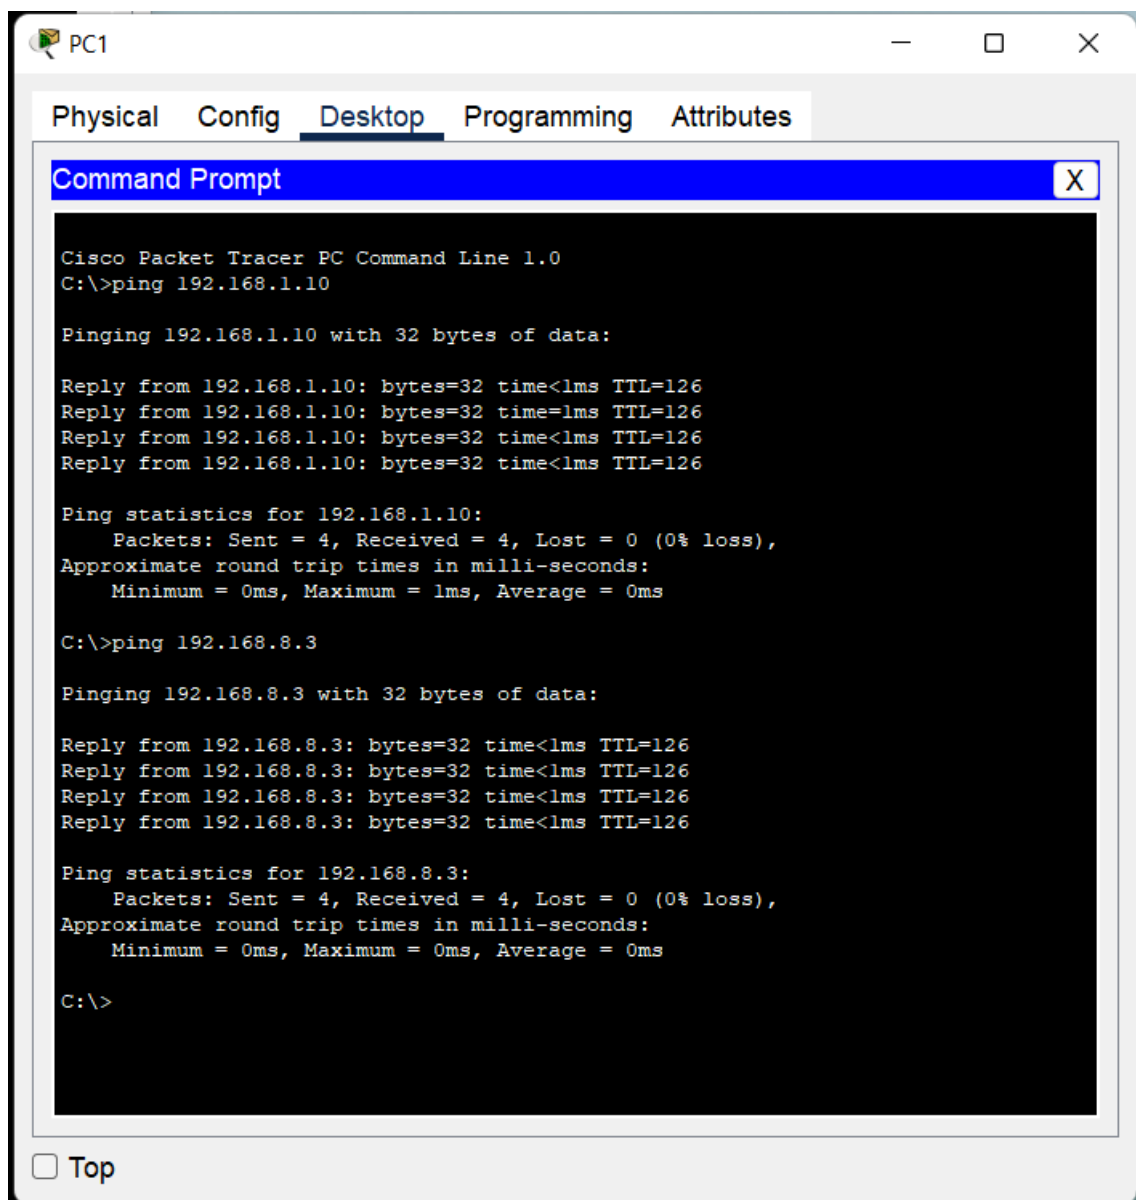 PC1
Physical Config Desktop Programming Attributes
Command Prompt X
Cisco Packet Tracer PC Command Line 1.0
C:\>ping 192.168.1.10
Pinging 192.168.1.10 with 32 bytes of data:
Reply from 192.168.1.10: bytes=32 time<1ms TTL=126
Reply from 192.168.1.10: bytes=32 time=1ms TTL=126
Reply from 192.168.1.10: bytes=32 time<1ms TTL=126
Reply from 192.168.1.10: bytes=32 time<1ms TTL=126
Ping statistics for 192.168.1.10:
Packets: Sent = 4, Received = 4, Lost = 0 (0% loss),
Approximate round trip times in milli-seconds:
Minimum = 0ms, Maximum = 1ms, Average = 0ms
C:\>ping 192.168.8.3
Pinging 192.168.8.3 with 32 bytes of data:
Reply from 192.168.8.3: bytes=32 time<1ms TTL=126
Reply from 192.168.8.3: bytes=32 time<1ms TTL=126
Reply from 192.168.8.3: bytes=32 time<1ms TTL=126
Reply from 192.168.8.3: bytes=32 time<1ms TTL=126
Ping statistics for 192.168.8.3:
Packets: Sent = 4, Received = 4, Lost = 0 (0% loss),
Approximate round trip times in milli-seconds:
Minimum = 0ms, Maximum = 0ms, Average = 0ms
C:\>
Top